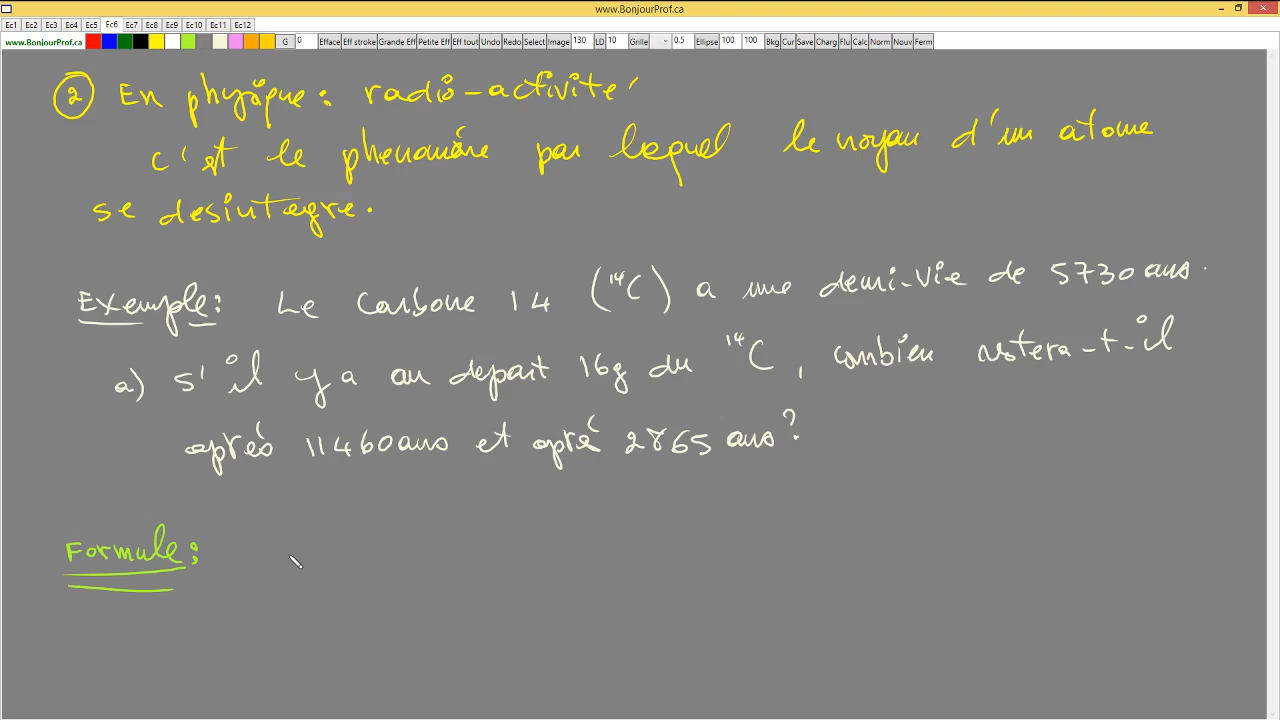 www.BonjourProf.ca
Ec1 Ec2 Ec3 Ec4 Ec5 Ec6 Ec7 Ec8 Ec9 Ec10 Ec11 Ec12
www.BonjourProf.ca G 0 Efface Eff stroke Grande Eff Petite Eff Eff tout Undo Redo Select Image 130 LD 10 Grille 0.5 Ellipse 100 100 Bkg Cur Save Charg Flu Calc Norm Nouv Ferm
② En physique : radio-activité
c'est le phénomène par lequel le noyau d'un atome
se desintegre.
Exemple : Le Carbone 14 (¹⁴C) a une demi-vie de 5730 ans.
a) s'il y a au depart 16g du ¹⁴C, combien restera-t-il
après 11460 ans et apré 2865 ans ?
Formule :